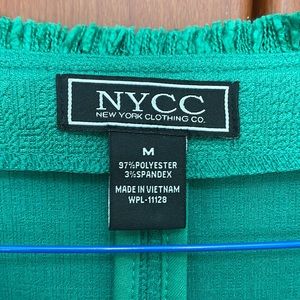 NYCC
NEW YORK CLOTHING CO.
M
97%POLYESTER
3%SPANDEX
MADE IN VIETNAM
WPL-11128